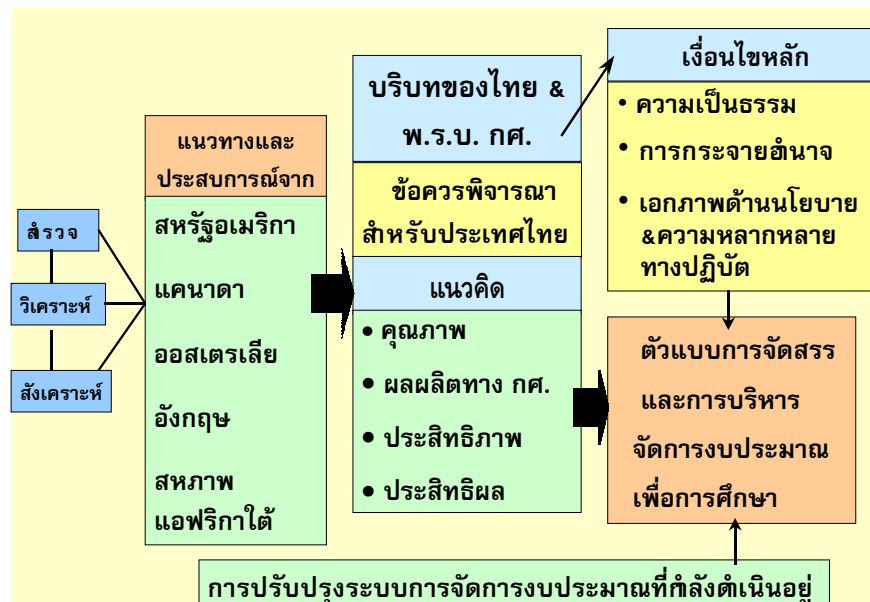 สำรวจ
วิเคราะห์
สังเคราะห์
แนวทางและ
ประสบการณ์จาก
สหรัฐอเมริกา
แคนาดา
ออสเตรเลีย
อังกฤษ
สหภาพ
แอฟริกาใต้
บริบทของไทย &
พ.ร.บ. กศ.
ข้อควรพิจารณา
สำหรับประเทศไทย
แนวคิด
• คุณภาพ
• ผลผลิตทาง กศ.
• ประสิทธิภาพ
• ประสิทธิผล
เงื่อนไขหลัก
• ความเป็นธรรม
• การกระจายอำนาจ
• เอกภาพด้านนโยบาย
&ความหลากหลาย
ทางปฏิบัต
ตัวแบบการจัดสรร
และการบริหาร
จัดการงบประมาณ
เพื่อการศึกษา
การปรับปรุงระบบการจัดการงบประมาณที่กำลังดำเนินอยู่